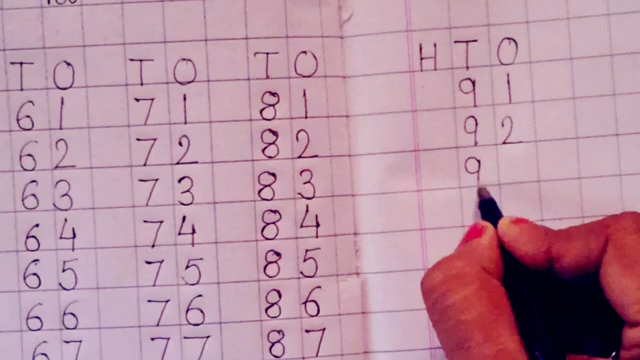 T O T O T O H T O
6 1 7 1 8 1 9 1
6 2 7 2 8 2 9 2
6 3 7 3 8 3 9
6 4 7 4 8 4
6 5 7 5 8 5
6 6 7 6 8 6
6 7 7 7 8 7